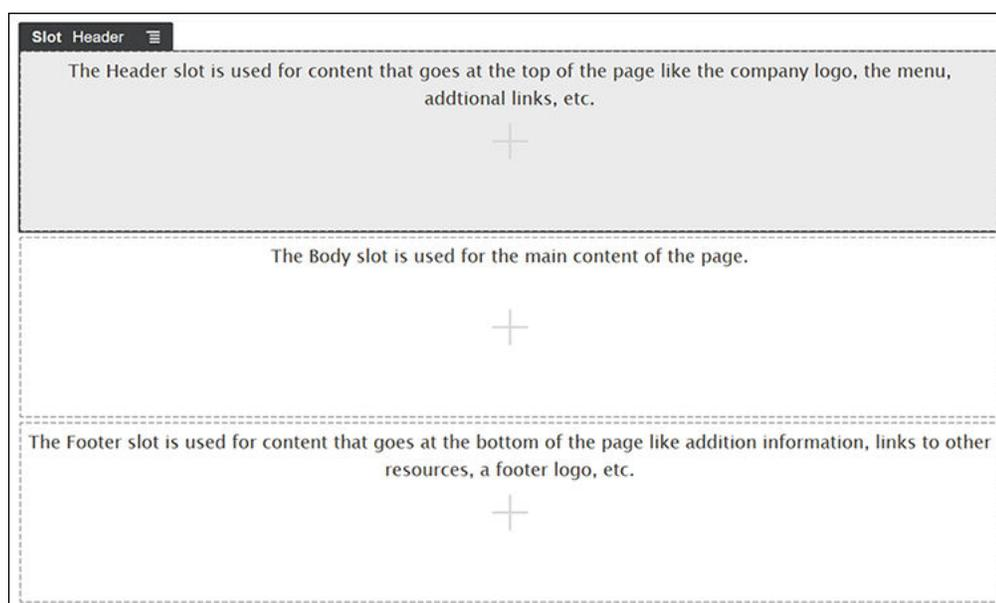 Slot Header
The Header slot is used for content that goes at the top of the page like the company logo, the menu,
addtional links, etc.
The Body slot is used for the main content of the page.
The Footer slot is used for content that goes at the bottom of the page like addition information, links to other
resources, a footer logo, etc.